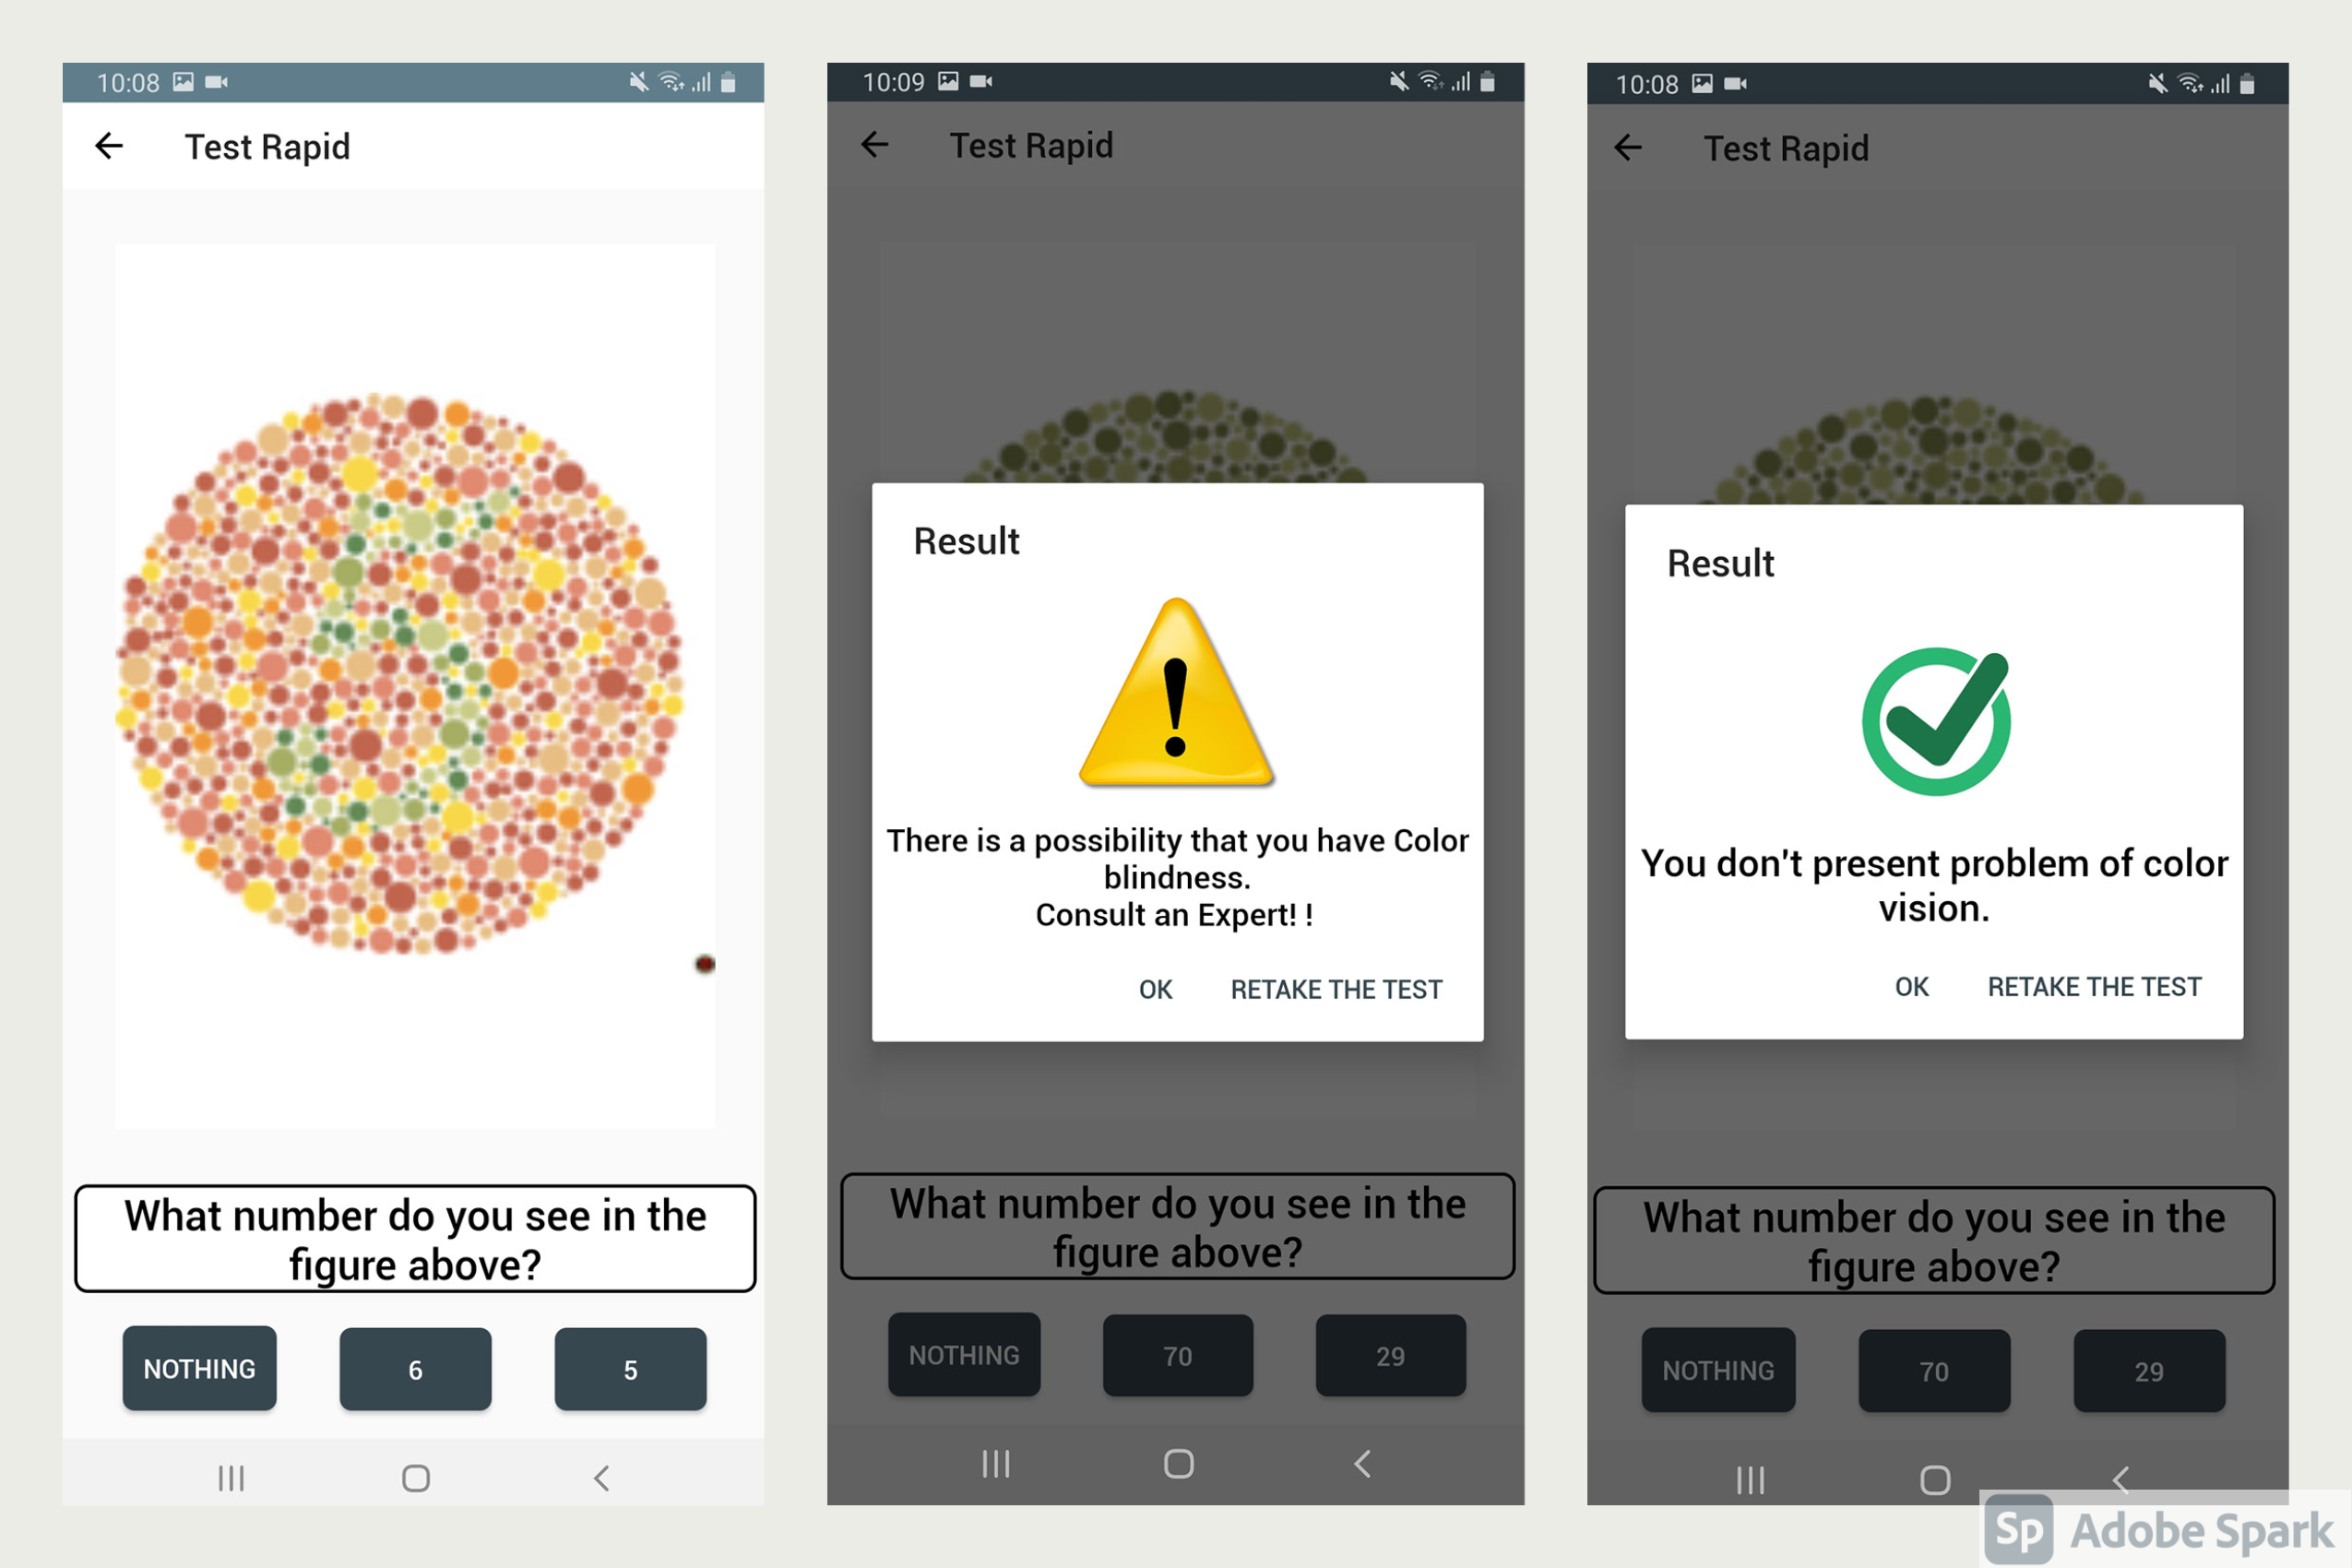 10:08
Test Rapid
5
What number do you see in the
figure above?
NOTHING
6
5
10:09
Test Rapid
Result
There is a possibility that you have Color
blindness.
Consult an Expert! !
OK
RETAKE THE TEST
What number do you see in the
figure above?
NOTHING
70
29
10:08
Test Rapid
Result
You don't present problem of color
vision.
OK
RETAKE THE TEST
What number do you see in the
figure above?
NOTHING
70
29
Sp Adobe Spark